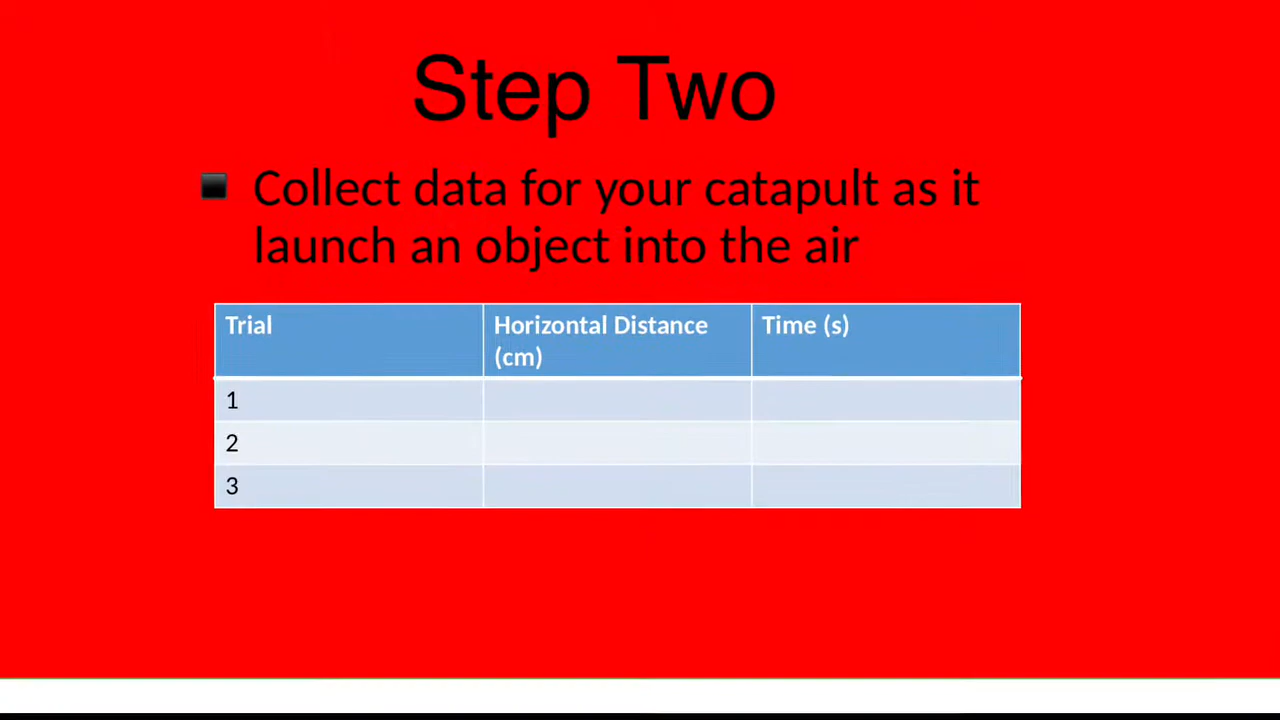 Step Two
Collect data for your catapult as it
launch an object into the air
Trial Horizontal Distance (cm) Time (s)
1
2
3